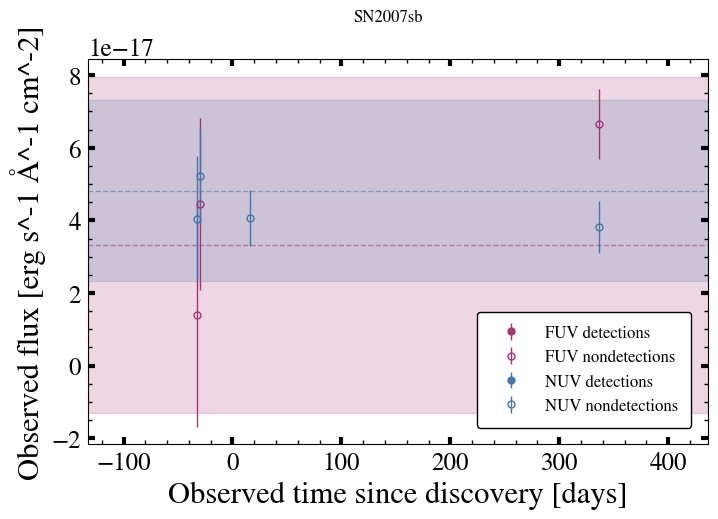 SN2007sb
1e−17
8
6
4
2
0
−2
Observed flux [erg s^-1 Å^-1 cm^-2]
FUV detections
FUV nondetections
NUV detections
NUV nondetections
−100 0 100 200 300 400
Observed time since discovery [days]